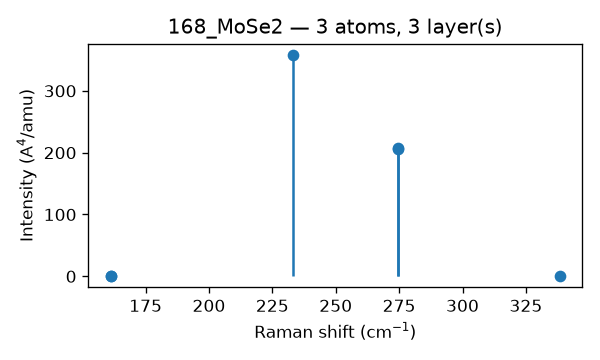 168_MoSe2 — 3 atoms, 3 layer(s)
Intensity (A⁴/amu)
300
200
100
0
175 200 225 250 275 300 325
Raman shift (cm⁻¹)